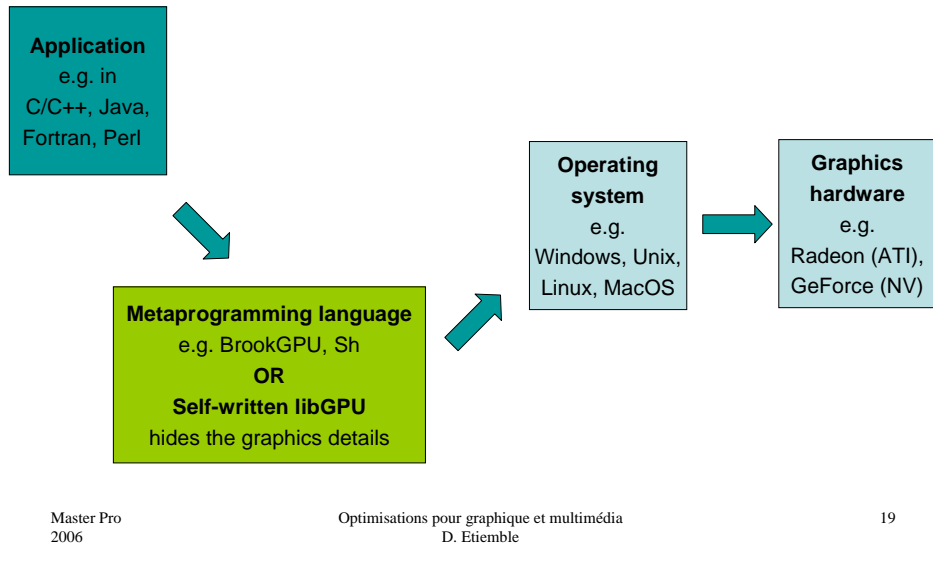 Application
e.g. in
C/C++, Java,
Fortran, Perl
Operating
system
e.g.
Windows, Unix,
Linux, MacOS
Graphics
hardware
e.g.
Radeon (ATI),
GeForce (NV)
Metaprogramming language
e.g. BrookGPU, Sh
OR
Self-written libGPU
hides the graphics details
Master Pro
2006
Optimisations pour graphique et multimédia
D. Etiemble
19